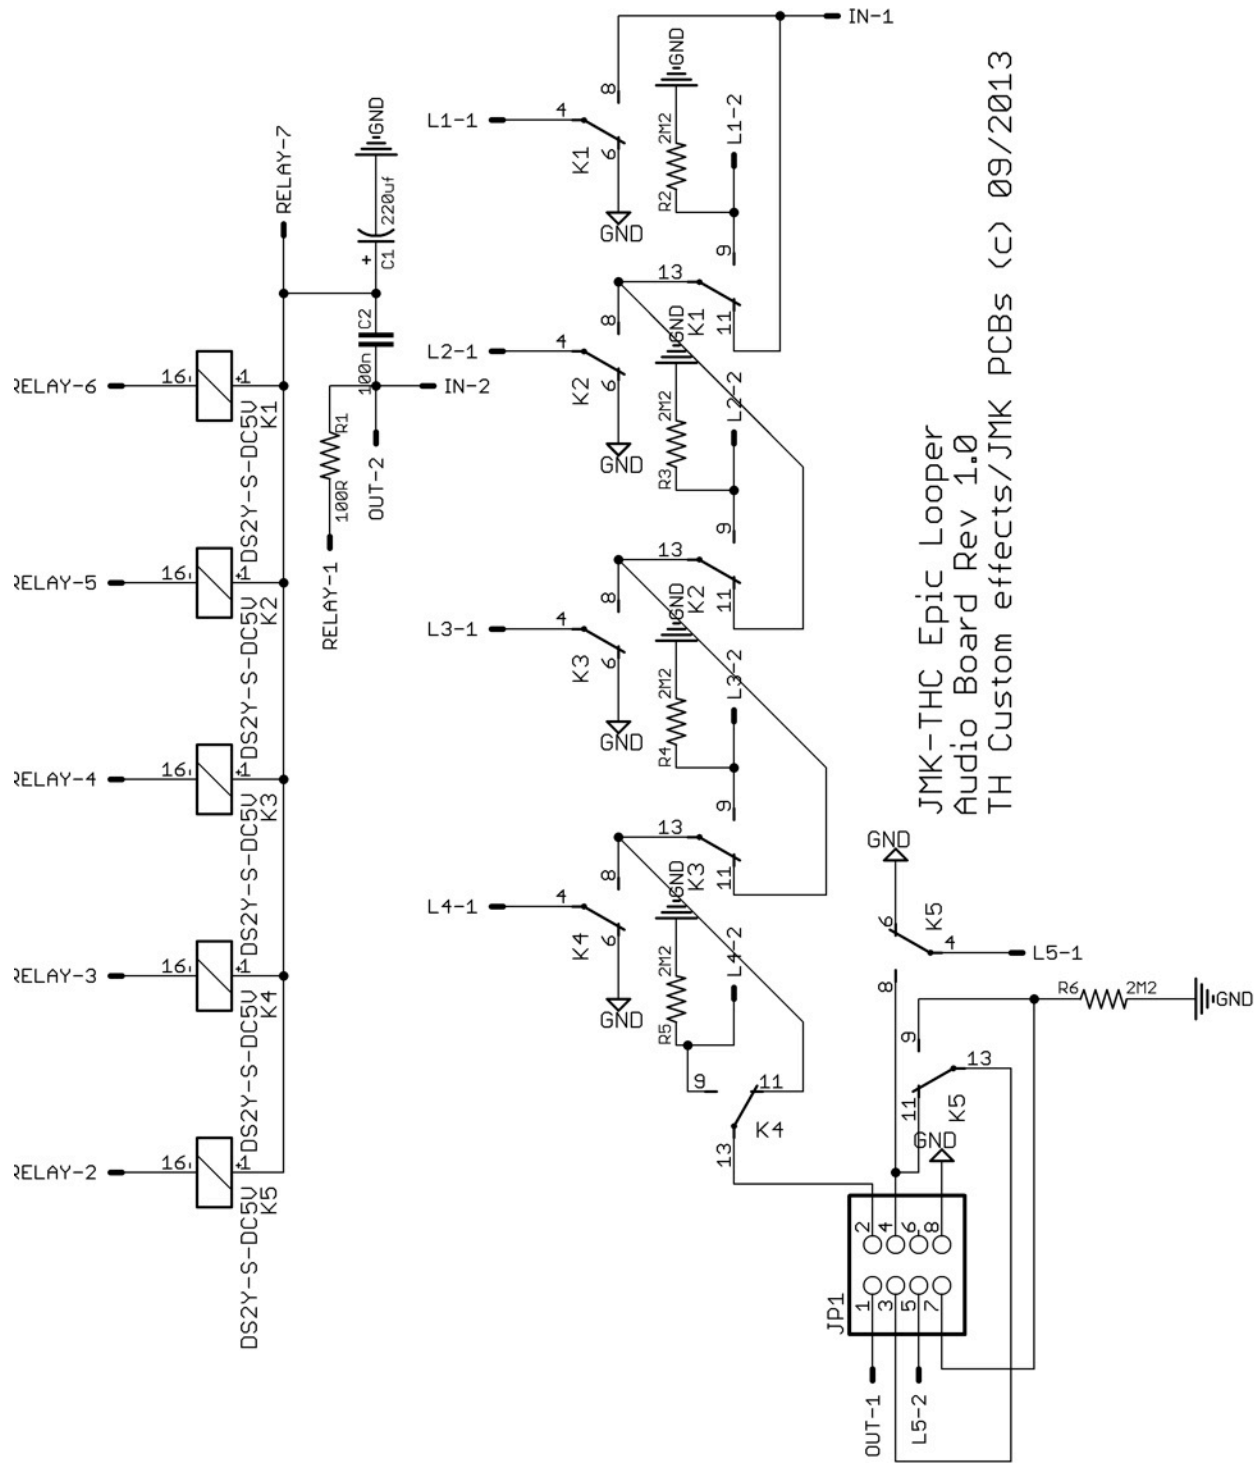 IN-1
8
GND
L1-1
4
6
K1
GND
R2
2M2
L1-2
9
RELAY-7
GND
220uf
+
C1
C2
100n
13
11
K1
8
L2-1
4
6
K2
GND
GND
R3
2M2
L2-2
9
RELAY-6
16
-
+
1
K1
DS2Y-S-DC5V
IN-2
R1
100R
OUT-2
RELAY-1
13
11
K2
RELAY-5
16
-
+
1
K2
DS2Y-S-DC5V
8
L3-1
4
6
K3
GND
GND
R4
2M2
L3-2
9
RELAY-4
16
-
+
1
K3
DS2Y-S-DC5V
13
11
K3
8
L4-1
4
6
K4
GND
GND
R5
2M2
L4-2
9
11
13
K4
RELAY-3
16
-
+
1
K4
DS2Y-S-DC5V
RELAY-2
16
-
+
1
K5
DS2Y-S-DC5V
JMK-THC Epic Looper
Audio Board Rev 1.0
TH Custom effects/JMK PCBs (c) 09/2013
GND
6
K5
4
L5-1
8
R6
2M2
GND
9
13
11
K5
GND
2
4
6
8
JP1
1
3
5
7
OUT-1
L5-2